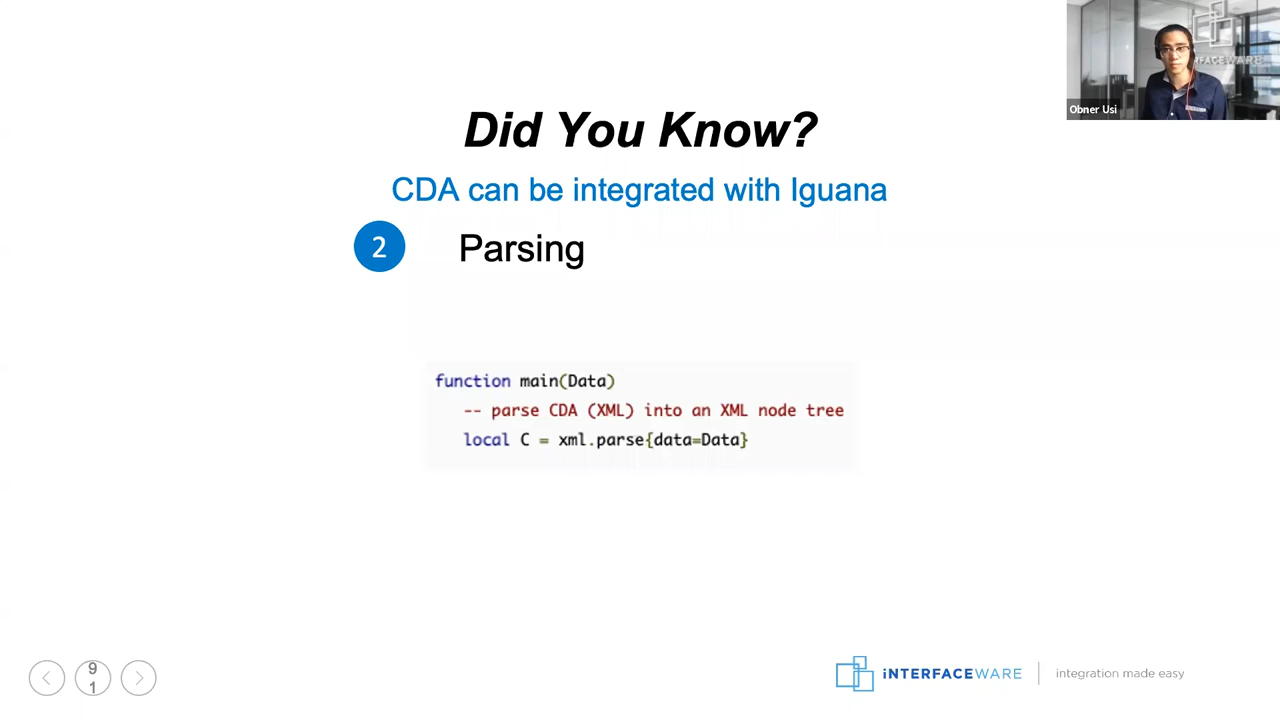 Did You Know?
CDA can be integrated with Iguana
2 Parsing
function main(Data)
-- parse CDA (XML) into an XML node tree
local C = xml.parse{data=Data}
Obner Usi
RFACEWARE
9
1
iNTERFACEWARE
integration made easy